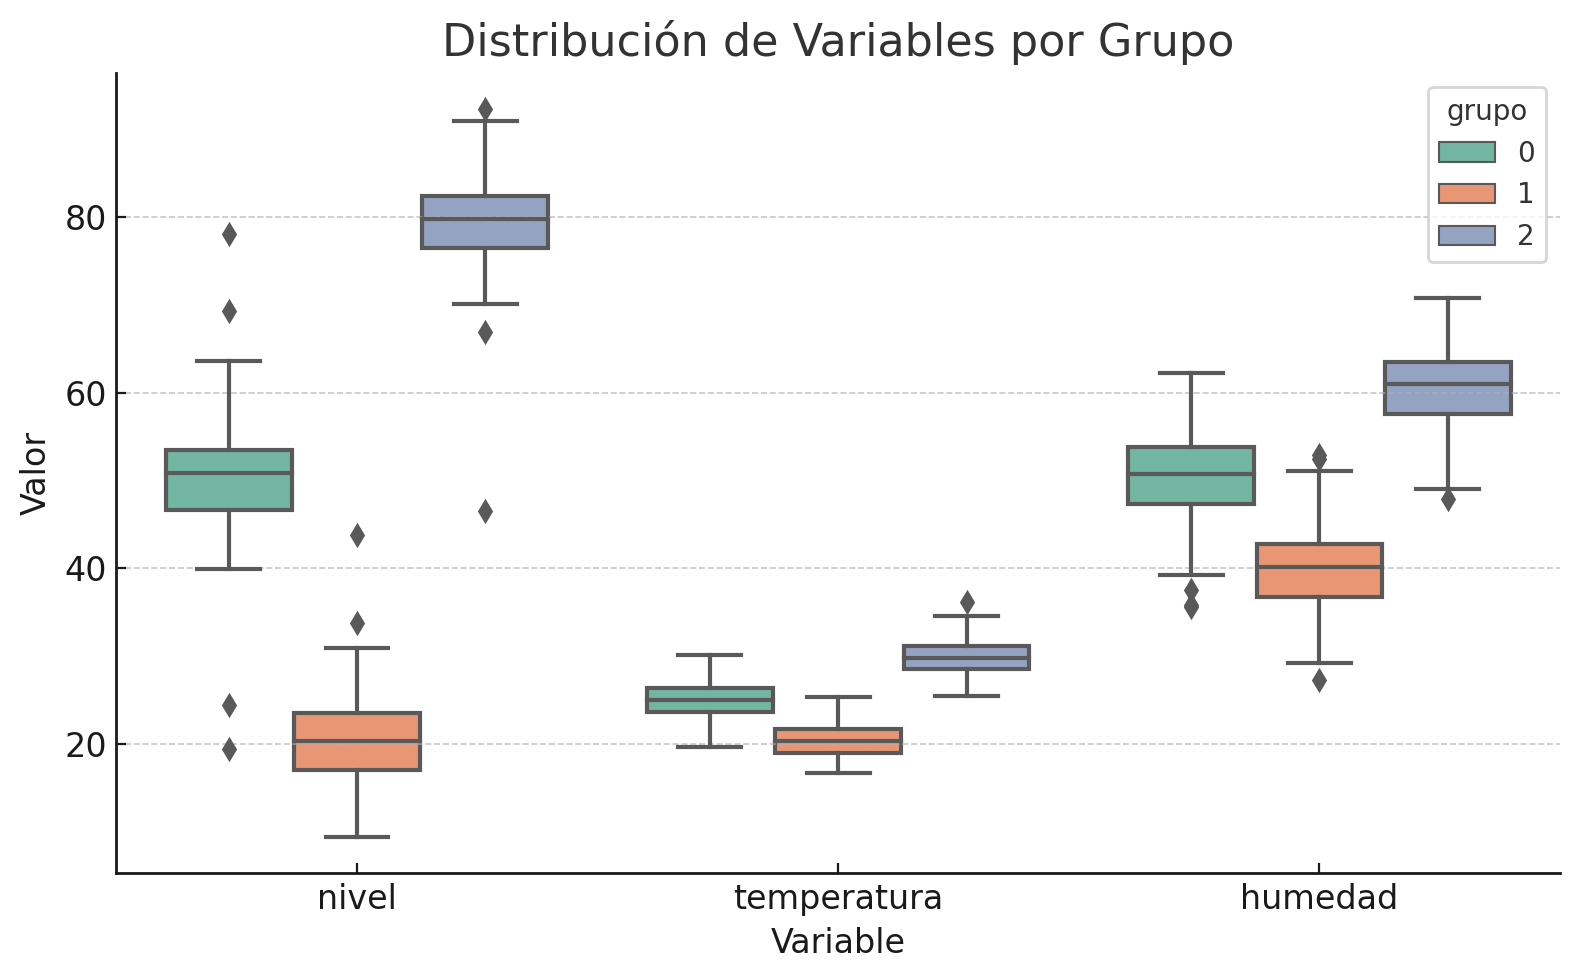 Distribución de Variables por Grupo
grupo
0
1
2
80
60
40
20
Valor
nivel
temperatura
humedad
Variable